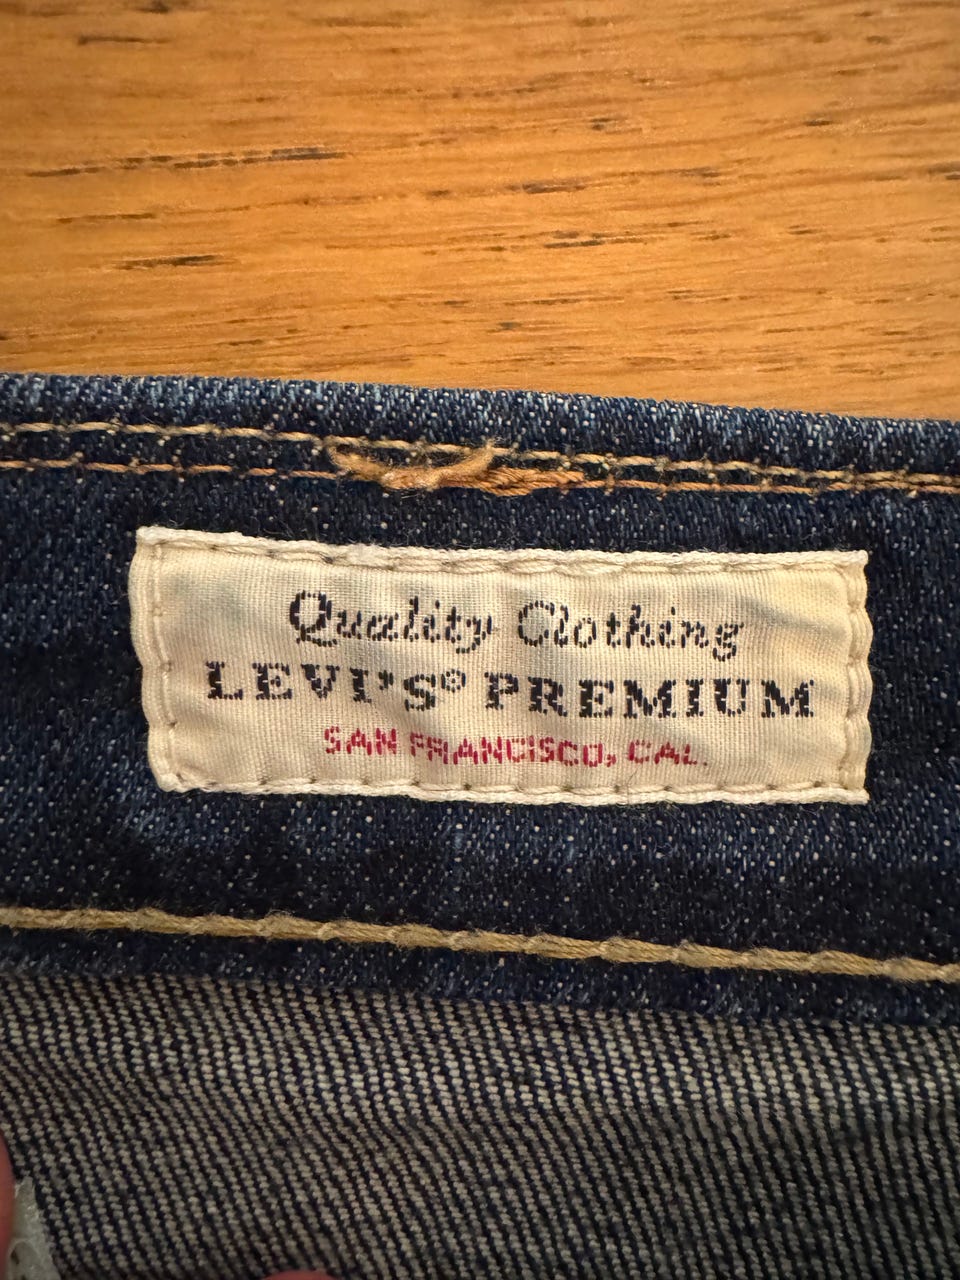 Quality Clothing
LEVI'S® PREMIUM
SAN FRANCISCO, CAL.